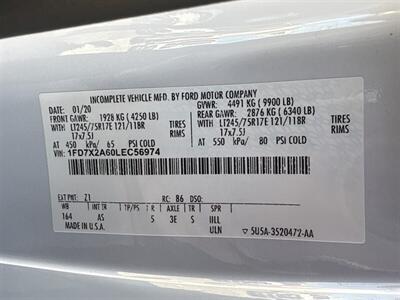 INCOMPLETE VEHICLE MFD. BY FORD MOTOR COMPANY
01/20 GVWR: 4491 KG (9900 LB)
FRONT GAWR: 1928 KG (4250 LB) REAR GAWR: 2876 KG (6340 LB)
WITH LT245/75R17E 121/118R TIRES WITH LT245/75R17E 121/118R TIRES
17x7.5J RIMS 17x7.5J RIMS
AT 450 kPa/ 65 PSI COLD AT 550 kPa/ 80 PSI COLD
VIN: 1FD7X2A60LEC56974
EXT PNT: Z1 RC: 86 DSO:
WB INT TR TP/PS R AXLE TR SPR
164 AS 5 3E S IILL
MADE IN U.S.A. ULN 5U5A-3520472-AA